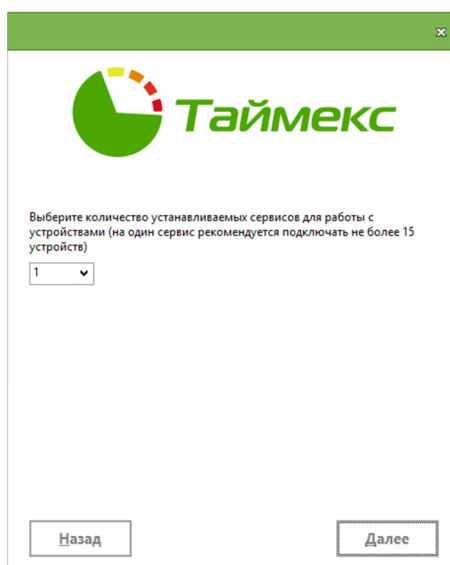 Таймекс
Выберите количество устанавливаемых сервисов для работы с
устройствами (на один сервис рекомендуется подключать не более 15
устройств)
1
Назад
Далее